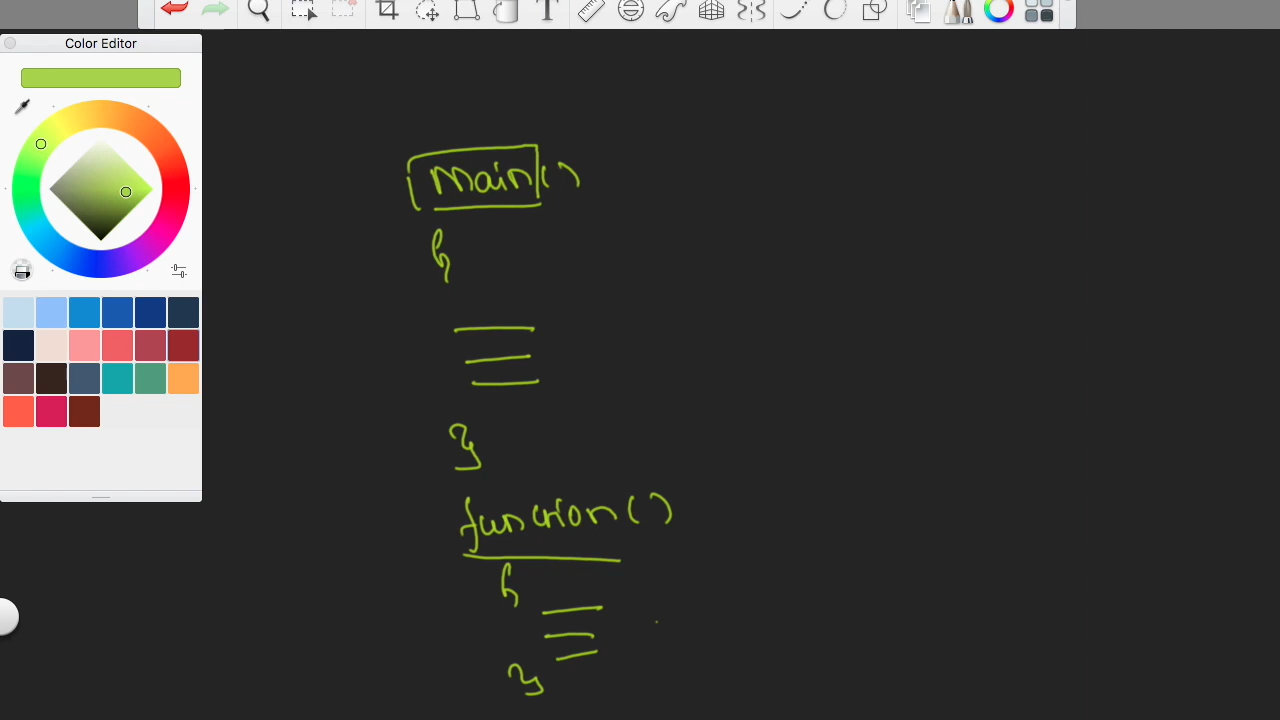 Color Editor
main()
{
}
function()
{
}